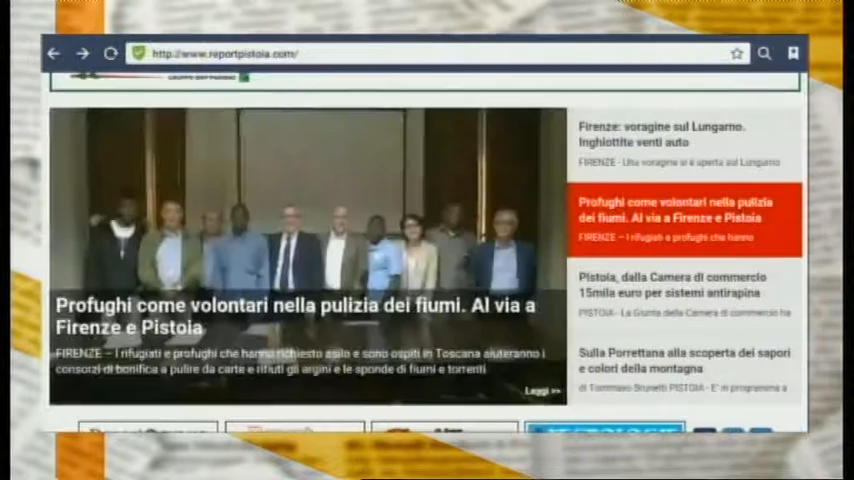 http://www.reportpistoia.com/
Profughi come volontari nella pulizia dei fiumi. Al via a
Firenze e Pistoia
FIRENZE – I rifugiati e profughi che hanno richiesto asilo e sono ospiti in Toscana aiuteranno i
consorzi di bonifica a pulire da carte e rifiuti gli argini e le sponde di fiumi e torrenti
Leggi >>
Firenze: voragine sul Lungarno.
Inghiottite venti auto
FIRENZE - Una voragine si è aperta sul Lungarno
Profughi come volontari nella pulizia
dei fiumi. Al via a Firenze e Pistoia
FIRENZE – I rifugiati e profughi che hanno
Pistoia, dalla Camera di commercio
15mila euro per sistemi antirapina
PISTOIA - La Giunta della Camera di commercio ha
Sulla Porrettana alla scoperta dei sapori
e colori della montagna
di Tommaso Brunetti PISTOIA - E' in programma a